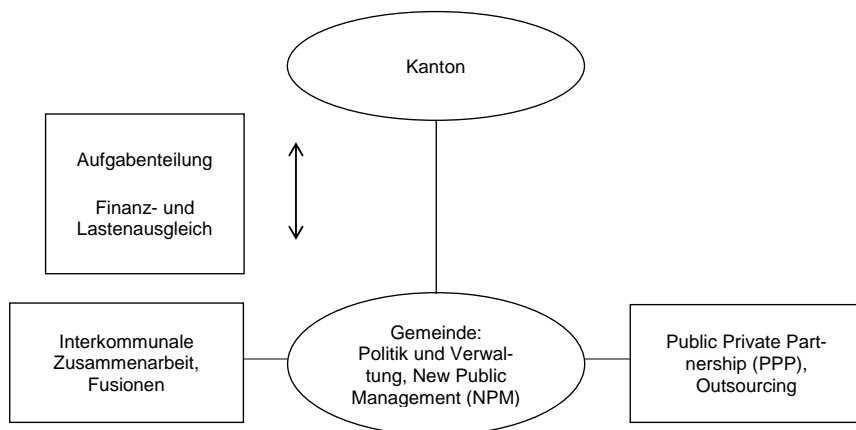 Kanton
Aufgabenteilung
Finanz- und
Lastenausgleich
Interkommunale
Zusammenarbeit,
Fusionen
Gemeinde:
Politik und Verwal-
tung, New Public
Management (NPM)
Public Private Part-
nership (PPP),
Outsourcing